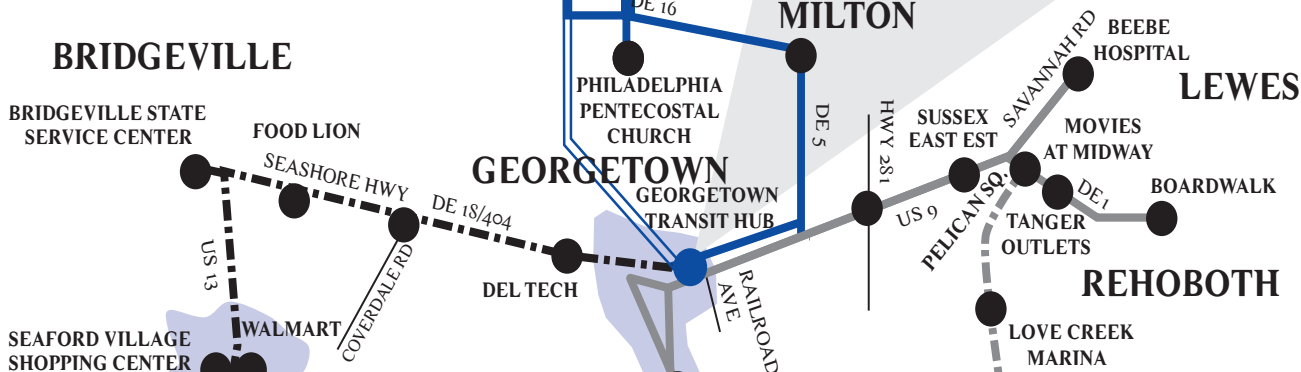 DE 16
MILTON
BEEBE
HOSPITAL
SAVANNAH RD
LEWES
BRIDGEVILLE
PHILADELPHIA
PENTECOSTAL
CHURCH
DE 5
HWY 281
SUSSEX
EAST EST
MOVIES
AT MIDWAY
BRIDGEVILLE STATE
SERVICE CENTER
FOOD LION
SEASHORE HWY
DE 18/404
GEORGETOWN
GEORGETOWN
TRANSIT HUB
US 9
PELICAN SQ.
DE 1
BOARDWALK
TANGER
OUTLETS
US 13
COVERDALE RD
DEL TECH
RAILROAD
AVE
REHOBOTH
SEAFORD VILLAGE
SHOPPING CENTER
WALMART
LOVE CREEK
MARINA